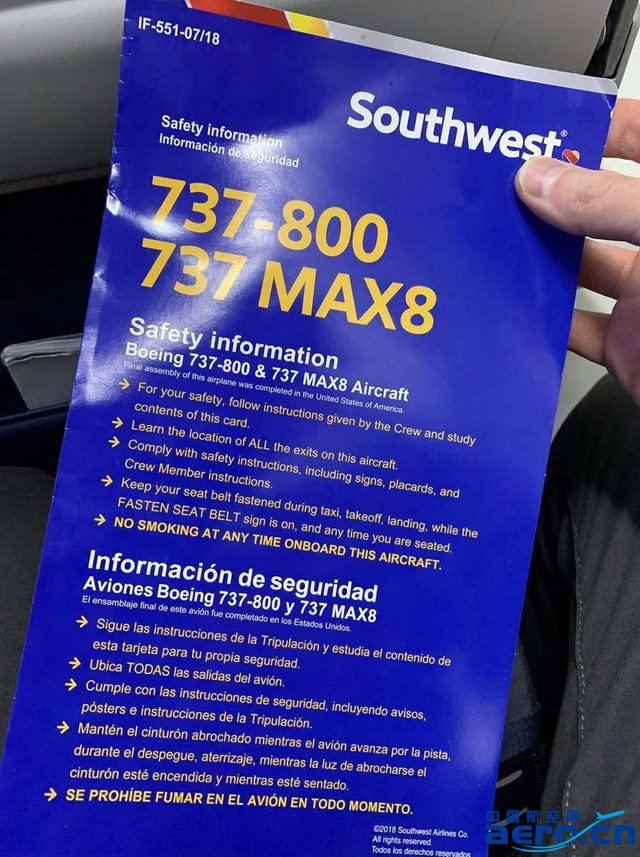 IF-551-07/18
Southwest®
Safety information
Información de seguridad
737-800
737 MAX8
Safety information
Boeing 737-800 & 737 MAX8 Aircraft
Final assembly of this airplane was completed in the United States of America.
→ For your safety, follow instructions given by the Crew and study
contents of this card.
→ Learn the location of ALL the exits on this aircraft.
→ Comply with safety instructions, including signs, placards, and
Crew Member instructions.
→ Keep your seat belt fastened during taxi, takeoff, landing, while the
FASTEN SEAT BELT sign is on, and any time you are seated.
→ NO SMOKING AT ANY TIME ONBOARD THIS AIRCRAFT.
Información de seguridad
Aviones Boeing 737-800 y 737 MAX8
El ensamblaje final de este avión fue completado en los Estados Unidos.
→ Sigue las instrucciones de la Tripulación y estudia el contenido de
esta tarjeta para tu propia seguridad.
→ Ubica TODAS las salidas del avión.
→ Cumple con las instrucciones de seguridad, incluyendo avisos,
pósters e instrucciones de la Tripulación.
→ Mantén el cinturón abrochado mientras el avión avanza por la pista,
durante el despegue, aterrizaje, mientras la luz de abrocharse el
cinturón esté encendida y mientras esté sentado.
→ SE PROHÍBE FUMAR EN EL AVIÓN EN TODO MOMENTO.
©2018 Southwest Airlines Co.
All rights reserved.
Todos los derechos reservados
中国航空网
aero.cn